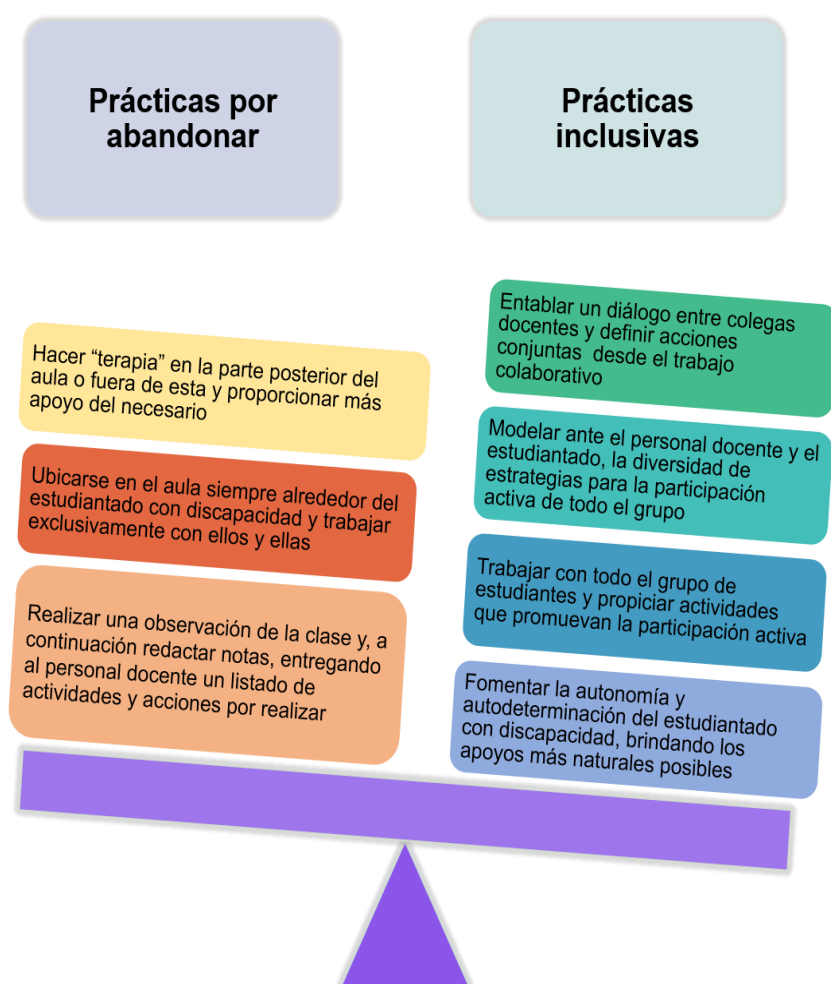 Prácticas por
abandonar
Prácticas
inclusivas
Hacer “terapia” en la parte posterior del
aula o fuera de esta y proporcionar más
apoyo del necesario
Ubicarse en el aula siempre alrededor del
estudiantado con discapacidad y trabajar
exclusivamente con ellos y ellas
Realizar una observación de la clase y, a
continuación redactar notas, entregando
al personal docente un listado de
actividades y acciones por realizar
Entablar un diálogo entre colegas
docentes y definir acciones
conjuntas desde el trabajo
colaborativo
Modelar ante el personal docente y el
estudiantado, la diversidad de
estrategias para la participación
activa de todo el grupo
Trabajar con todo el grupo de
estudiantes y propiciar actividades
que promuevan la participación activa
Fomentar la autonomía y
autodeterminación del estudiantado
con discapacidad, brindando los
apoyos más naturales posibles